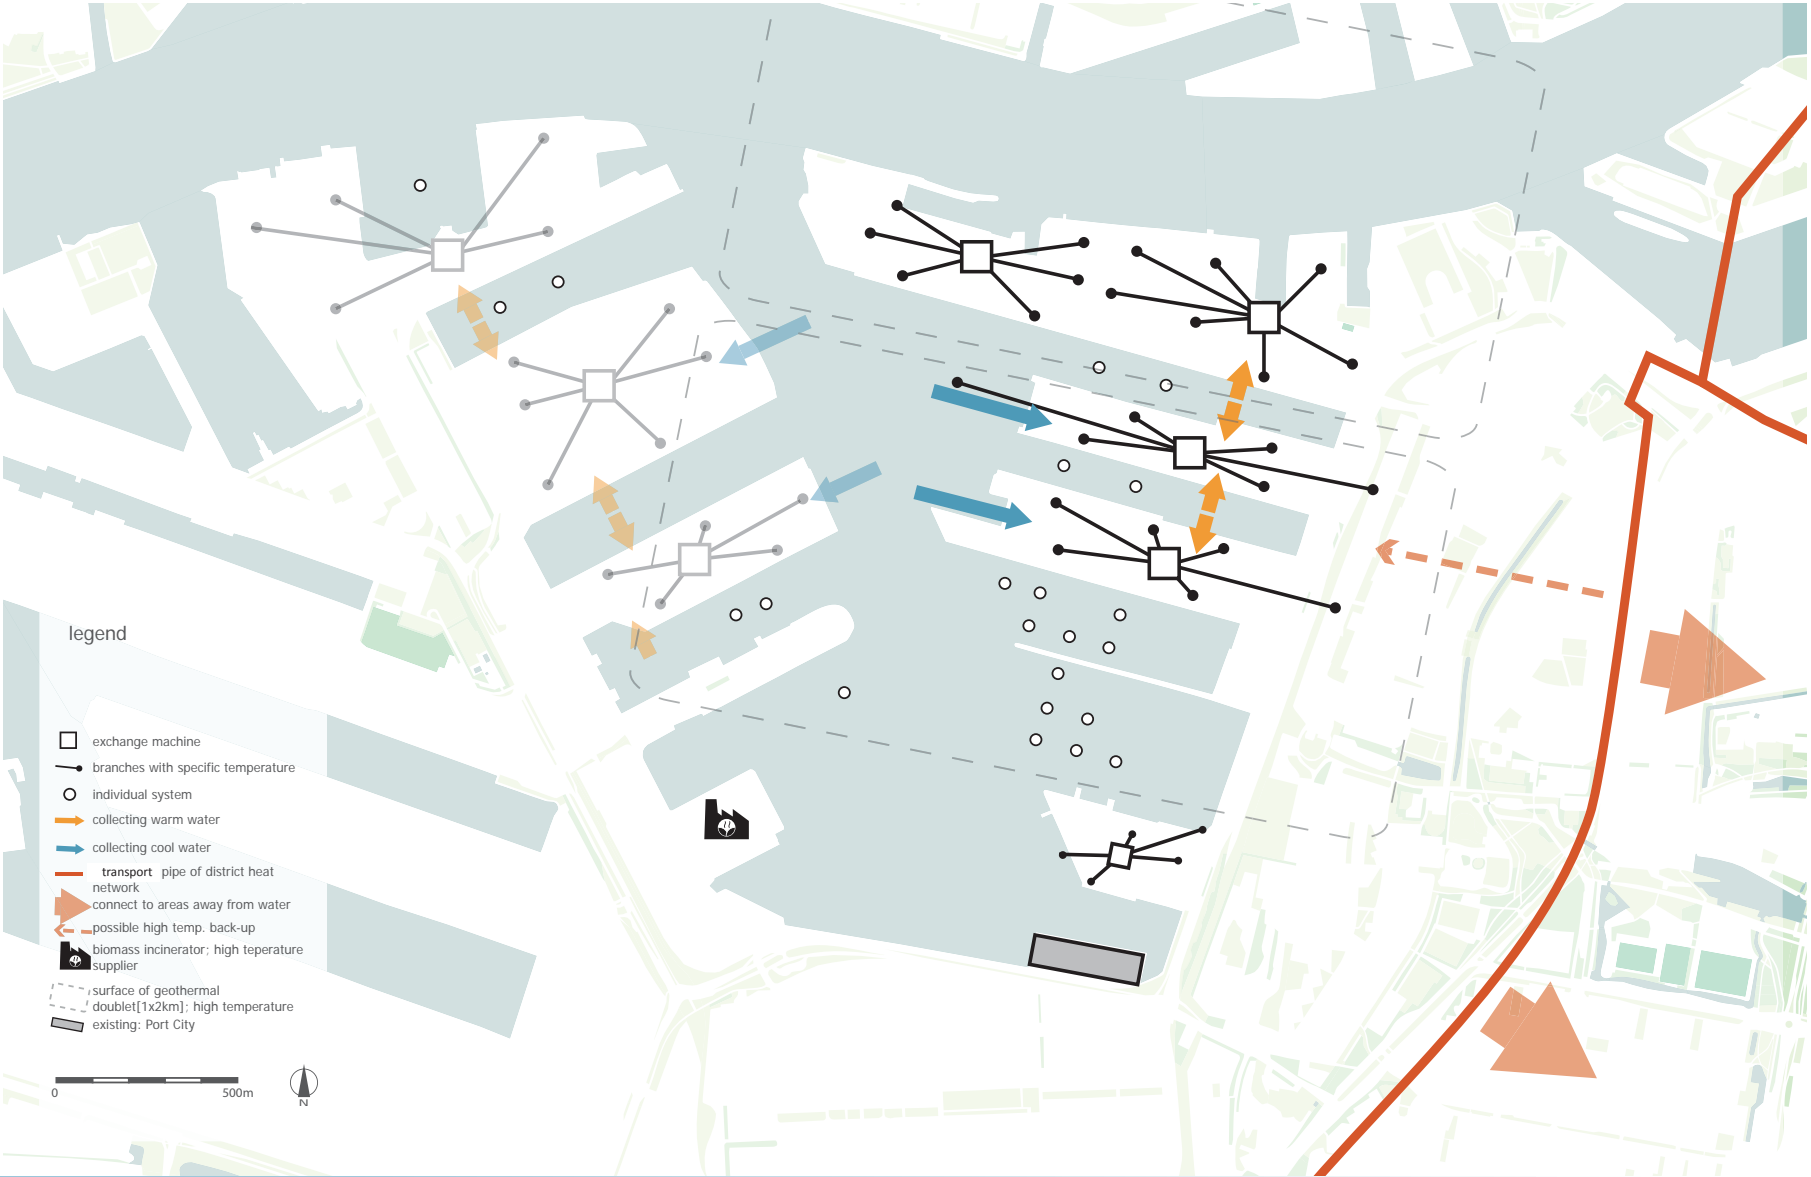 legend
exchange machine
branches with specific temperature
individual system
collecting warm water
collecting cool water
transport pipe of district heat
network
connect to areas away from water
possible high temp. back-up
biomass incinerator; high teperature
supplier
surface of geothermal
doublet[1x2km]; high temperature
existing: Port City
0 500m
N